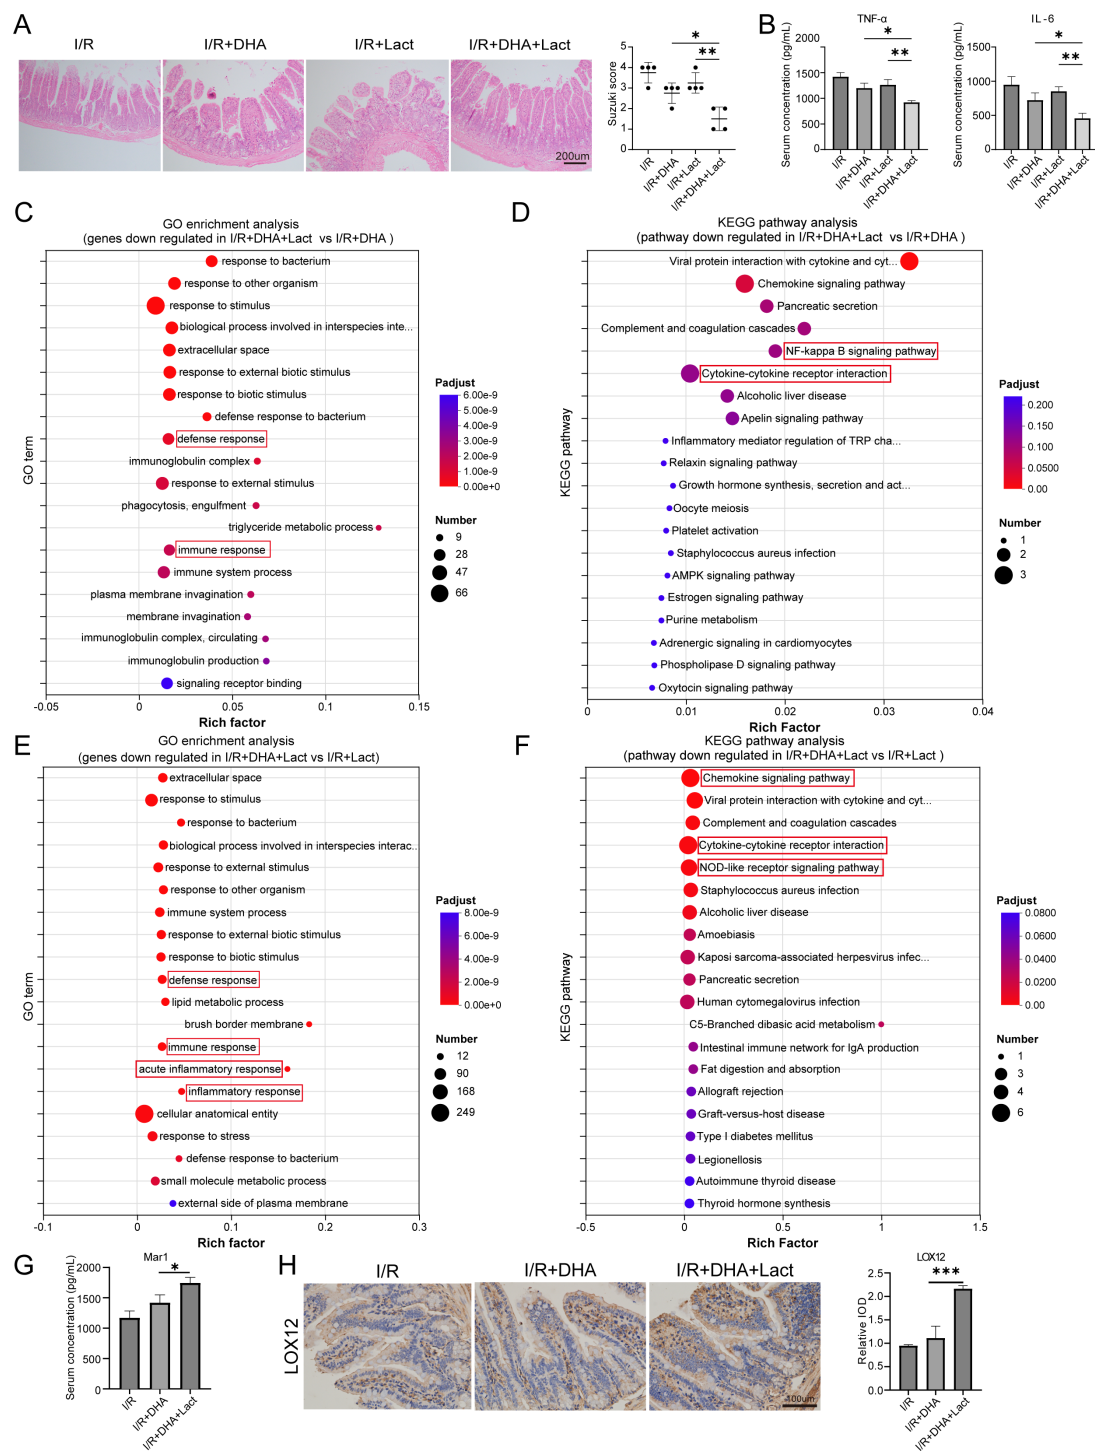 A
I/R
I/R+DHA
I/R+Lact
I/R+DHA+Lact
200um
Suzuki score
5
4
3
2
1
0
*
**
I/R
I/R+DHA
I/R+Lact
I/R+DHA+Lact
B
TNF-α
Serum concentration (pg/mL)
2000
1500
1000
500
0
*
**
I/R
I/R+DHA
I/R+Lact
I/R+DHA+Lact
IL-6
Serum concentration (pg/mL)
1500
1000
500
0
*
**
I/R
I/R+DHA
I/R+Lact
I/R+DHA+Lact
C
GO enrichment analysis
(genes down regulated in I/R+DHA+Lact vs I/R+DHA )
GO term
response to bacterium
response to other organism
response to stimulus
biological process involved in interspecies inte...
extracellular space
response to external biotic stimulus
response to biotic stimulus
defense response to bacterium
defense response
immunoglobulin complex
response to external stimulus
phagocytosis, engulfment
triglyceride metabolic process
immune response
immune system process
plasma membrane invagination
membrane invagination
immunoglobulin complex, circulating
immunoglobulin production
signaling receptor binding
-0.05
0
0.05
0.1
0.15
Rich factor
Padjust
6.00e-9
5.00e-9
4.00e-9
3.00e-9
2.00e-9
1.00e-9
0.00e+0
Number
9
28
47
66
D
KEGG pathway analysis
(pathway down regulated in I/R+DHA+Lact vs I/R+DHA )
KEGG pathway
Viral protein interaction with cytokine and cyt...
Chemokine signaling pathway
Pancreatic secretion
Complement and coagulation cascades
NF-kappa B signaling pathway
Cytokine-cytokine receptor interaction
Alcoholic liver disease
Apelin signaling pathway
Inflammatory mediator regulation of TRP cha...
Relaxin signaling pathway
Growth hormone synthesis, secretion and act...
Oocyte meiosis
Platelet activation
Staphylococcus aureus infection
AMPK signaling pathway
Estrogen signaling pathway
Purine metabolism
Adrenergic signaling in cardiomyocytes
Phospholipase D signaling pathway
Oxytocin signaling pathway
0
0.01
0.02
0.03
0.04
Rich Factor
Padjust
0.200
0.150
0.100
0.0500
0.00
Number
1
2
3
E
GO enrichment analysis
(genes down regulated in I/R+DHA+Lact vs I/R+Lact)
GO term
extracellular space
response to stimulus
response to bacterium
biological process involved in interspecies interac..
response to external stimulus
response to other organism
immune system process
response to external biotic stimulus
response to biotic stimulus
defense response
lipid metabolic process
brush border membrane
immune response
acute inflammatory response
inflammatory response
cellular anatomical entity
response to stress
defense response to bacterium
small molecule metabolic process
external side of plasma membrane
-0.1
0
0.1
0.2
0.3
Rich factor
Padjust
8.00e-9
6.00e-9
4.00e-9
2.00e-9
0.00e+0
Number
12
90
168
249
F
KEGG pathway analysis
(pathway down regulated in I/R+DHA+Lact vs I/R+Lact )
KEGG pathway
Chemokine signaling pathway
Viral protein interaction with cytokine and cyt...
Complement and coagulation cascades
Cytokine-cytokine receptor interaction
NOD-like receptor signaling pathway
Staphylococcus aureus infection
Alcoholic liver disease
Amoebiasis
Kaposi sarcoma-associated herpesvirus infec...
Pancreatic secretion
Human cytomegalovirus infection
C5-Branched dibasic acid metabolism
Intestinal immune network for IgA production
Fat digestion and absorption
Allograft rejection
Graft-versus-host disease
Type I diabetes mellitus
Legionellosis
Autoimmune thyroid disease
Thyroid hormone synthesis
-0.5
0
0.5
1
1.5
Rich Factor
Padjust
0.0800
0.0600
0.0400
0.0200
0.00
Number
1
3
4
6
G
Mar1
Serum concentration (pg/mL)
2000
1500
1000
500
0
*
I/R
I/R+DHA
I/R+DHA+Lact
H
I/R
I/R+DHA
I/R+DHA+Lact
LOX12
100um
LOX12
Relative IOD
2.5
2.0
1.5
1.0
0.5
0.0
***
I/R
I/R+DHA
I/R+DHA+Lact